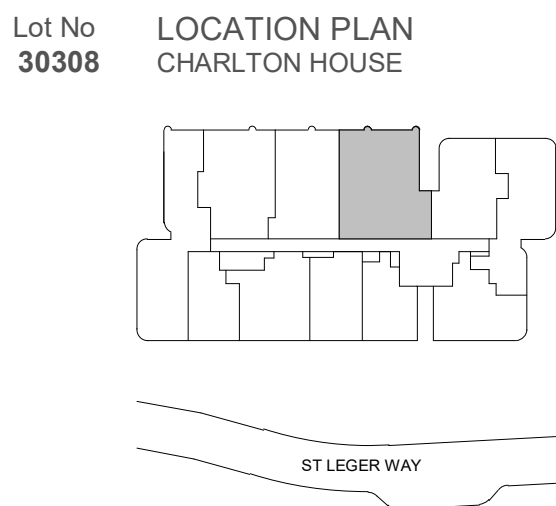 Lot No
30308
LOCATION PLAN
CHARLTON HOUSE
ST LEGER WAY